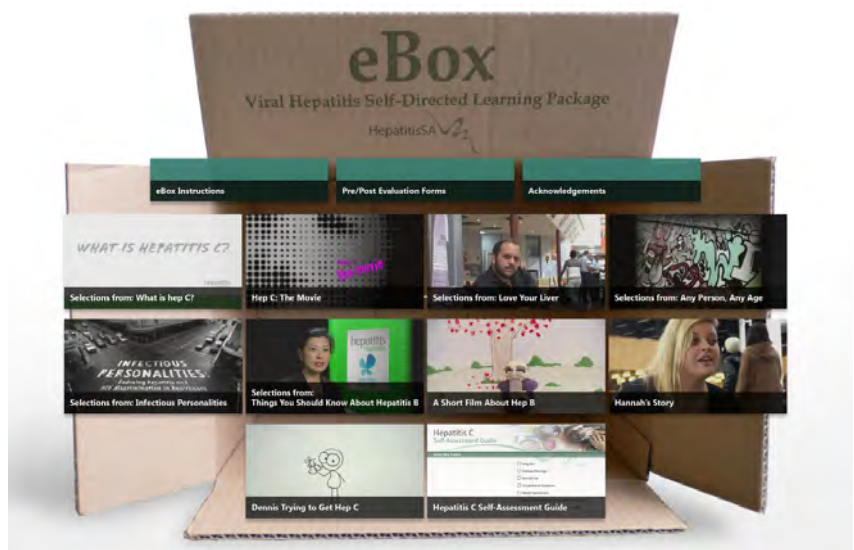 eBox
Viral Hepatitis Self-Directed Learning Package
HepatitisSA
eBox Instructions
Pre/Post Evaluation Forms
Acknowledgements
WHAT IS HEPATITIS C?
Selections from: What is hep C?
Hep C: The Movie
Selections from: Love Your Liver
Selections from: Any Person, Any Age
INFECTIOUS
PERSONALITIES:
Selections from: Infectious Personalities
hepatitis
Selections from:
Things You Should Know About Hepatitis B
A Short Film About Hep B
Hannah's Story
Dennis Trying to Get Hep C
Hepatitis C
Self-Assessment Guide
Hepatitis C Self-Assessment Guide